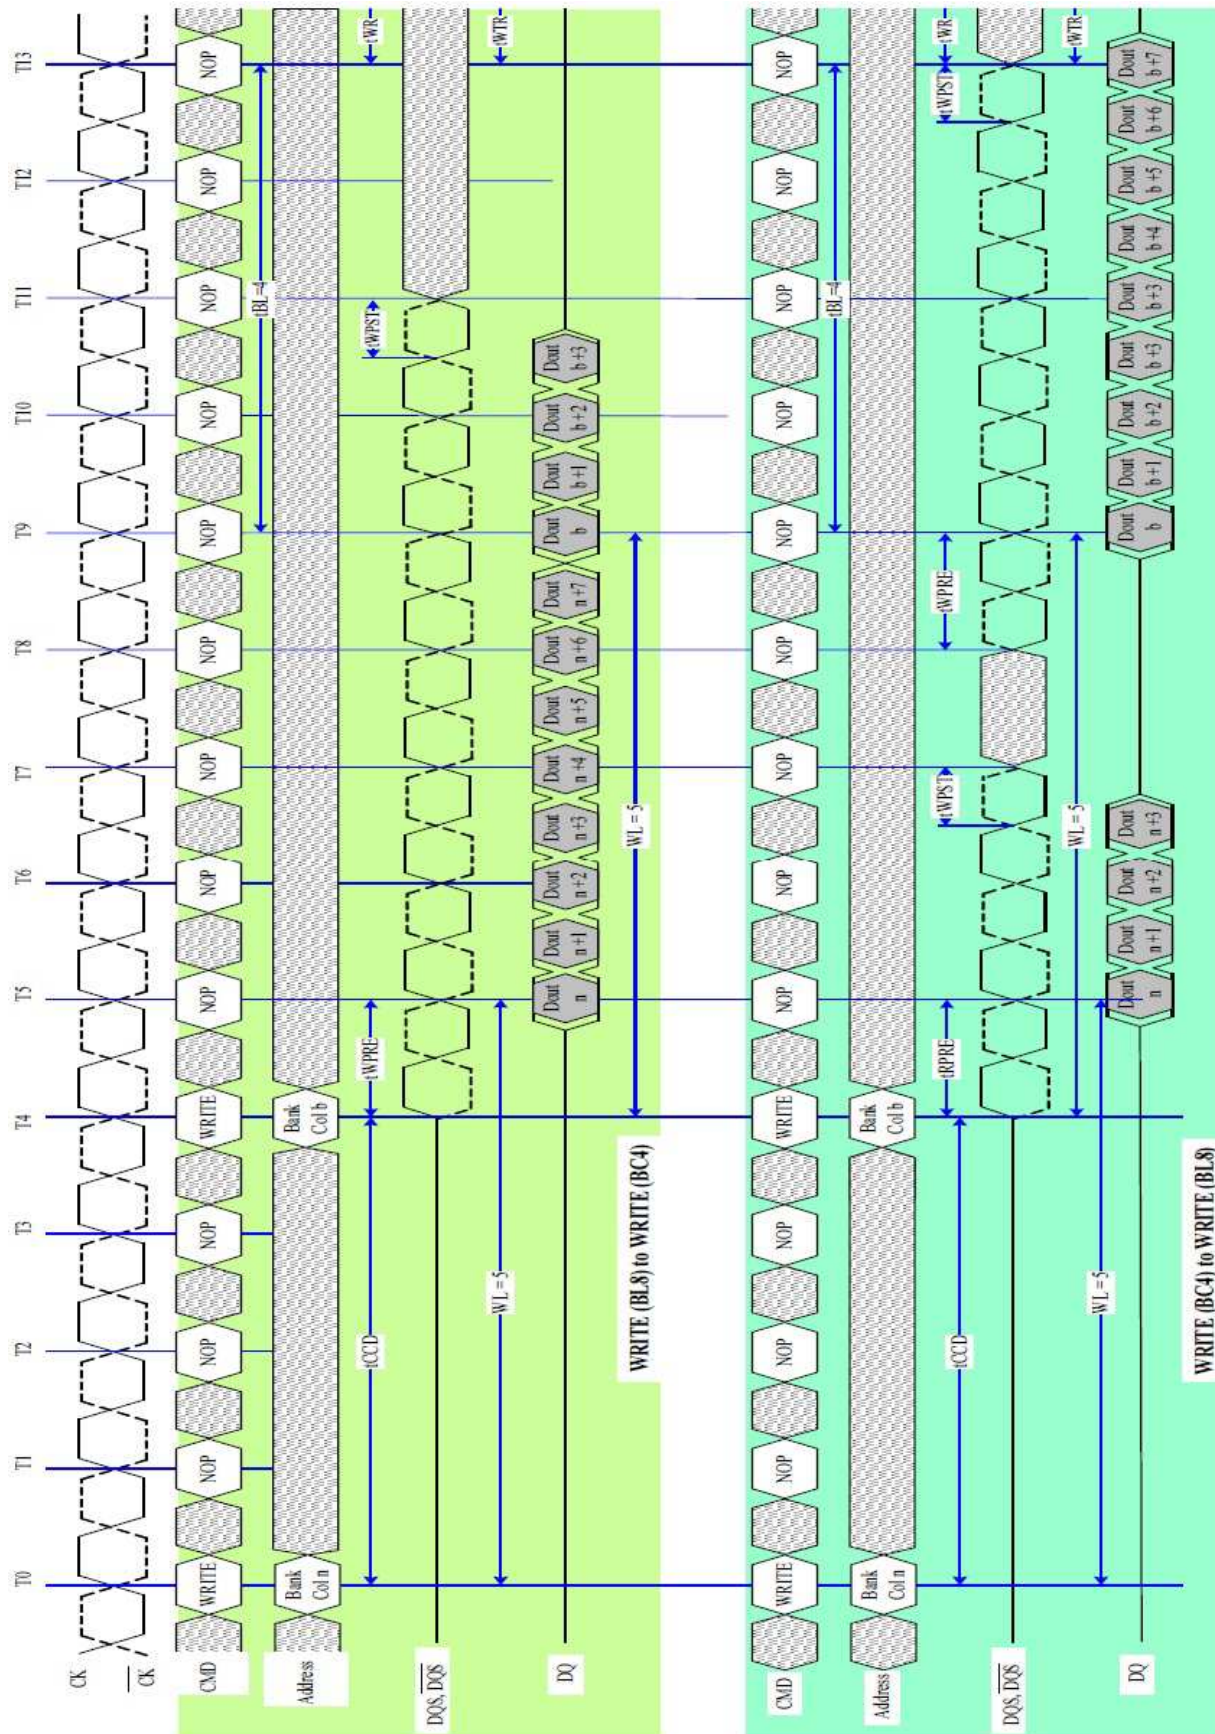 T0 T1 T2 T3 T4 T5 T6 T7 T8 T9 T10 T11 T12 T13
CK
CK
CMD WRITE NOP NOP NOP WRITE NOP NOP NOP NOP NOP NOP NOP NOP NOP
tBL=4
Address
Bank
Col n
Bank
Col b
tCCD tWPRE tWPST tWR
DQS, DQS
WL = 5 tWTR
DQ
Dout
n
Dout
n+1
Dout
n+2
Dout
n+3
Dout
n+4
Dout
n+5
Dout
n+6
Dout
n+7
Dout
b
Dout
b+1
Dout
b+2
Dout
b+3
WL = 5
WRITE (BL8) to WRITE (BC4)
CMD WRITE NOP NOP NOP WRITE NOP NOP NOP NOP NOP NOP NOP NOP NOP
tBL=4
Address
Bank
Col n
Bank
Col b
tCCD tRPRE tWPST tWPRE tWPST tWR
DQS, DQS
WL = 5 tWTR
WL = 5
DQ
Dout
n
Dout
n+1
Dout
n+2
Dout
n+3
Dout
b
Dout
b+1
Dout
b+2
Dout
b+3
Dout
b+3
Dout
b+4
Dout
b+5
Dout
b+6
Dout
b+7
WRITE (BC4) to WRITE (BL8)